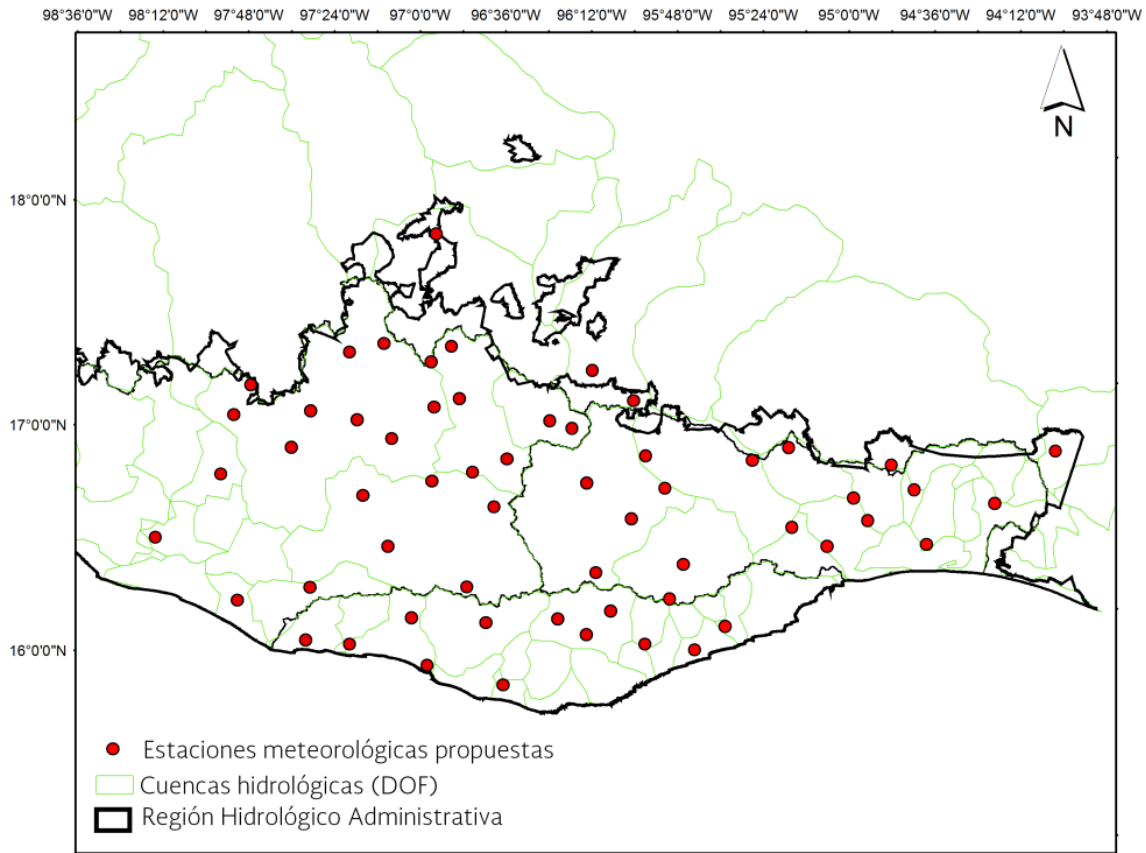 98°36'0"W 98°12'0"W 97°48'0"W 97°24'0"W 97°0'0"W 96°36'0"W 96°12'0"W 95°48'0"W 95°24'0"W 95°0'0"W 94°36'0"W 94°12'0"W 93°48'0"W
N
18°0'0"N
17°0'0"N
16°0'0"N
Estaciones meteorológicas propuestas
Cuencas hidrológicas (DOF)
Región Hidrológico Administrativa